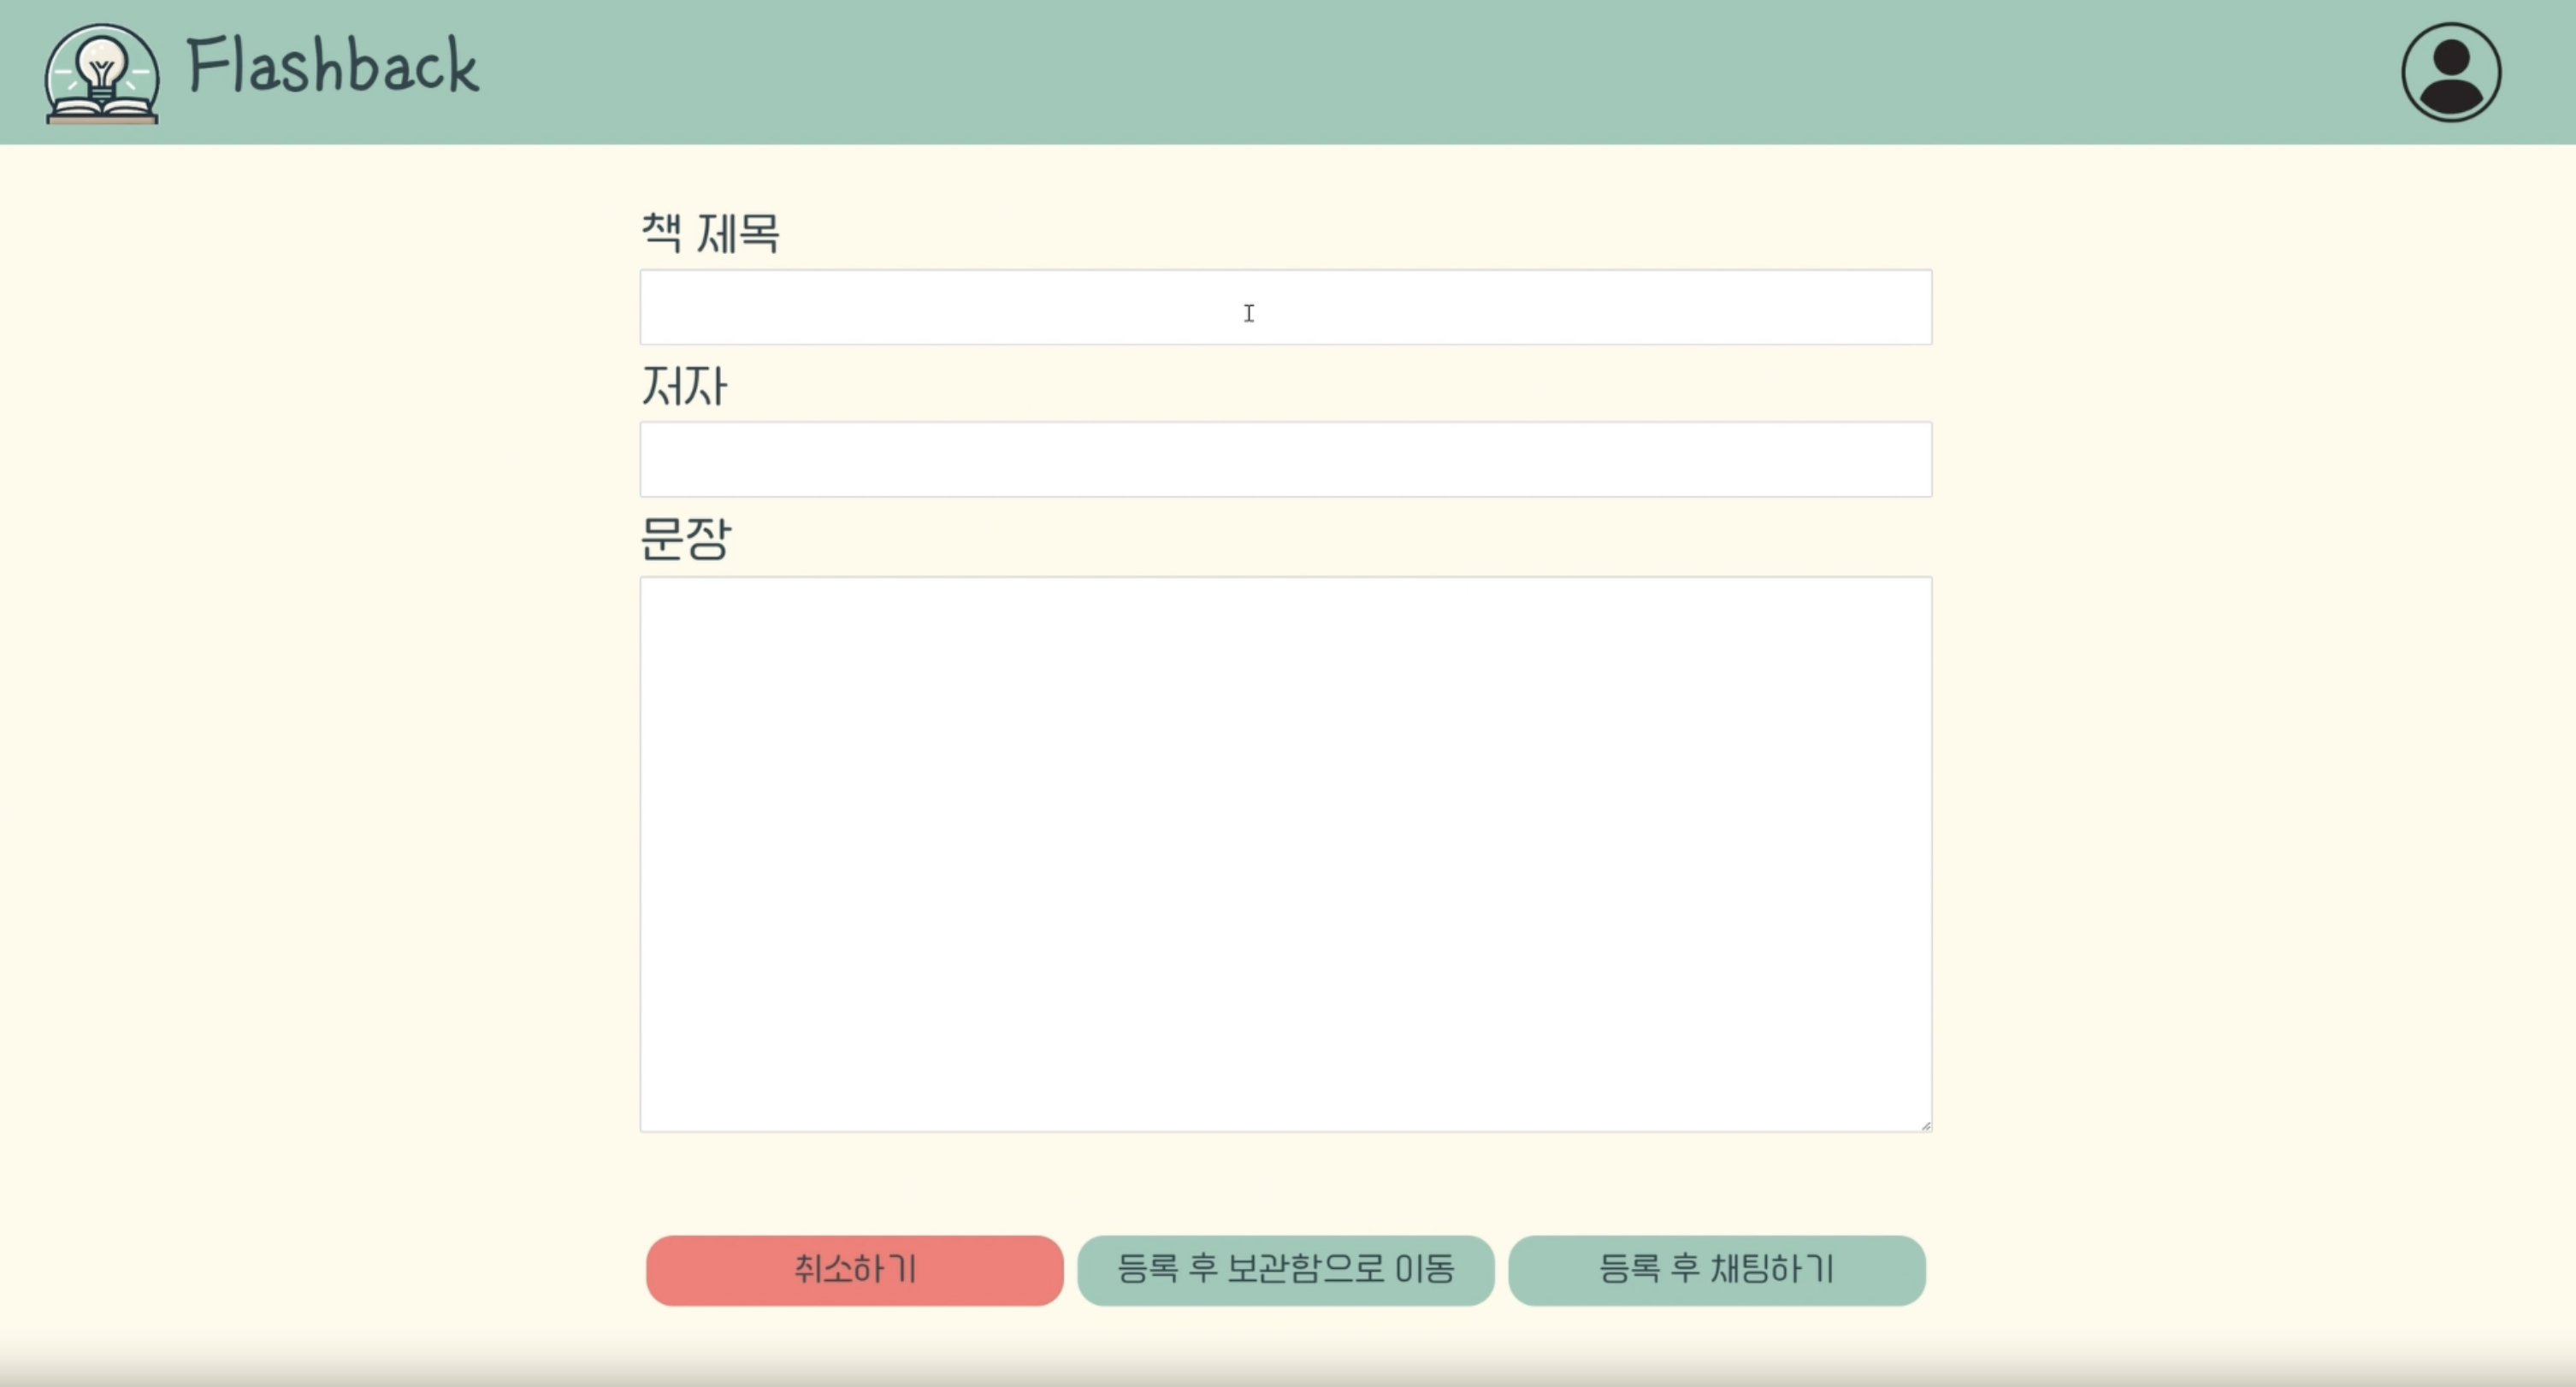 Flashback
책 제목
저자
문장
취소하기
등록 후 보관함으로 이동
등록 후 채팅하기